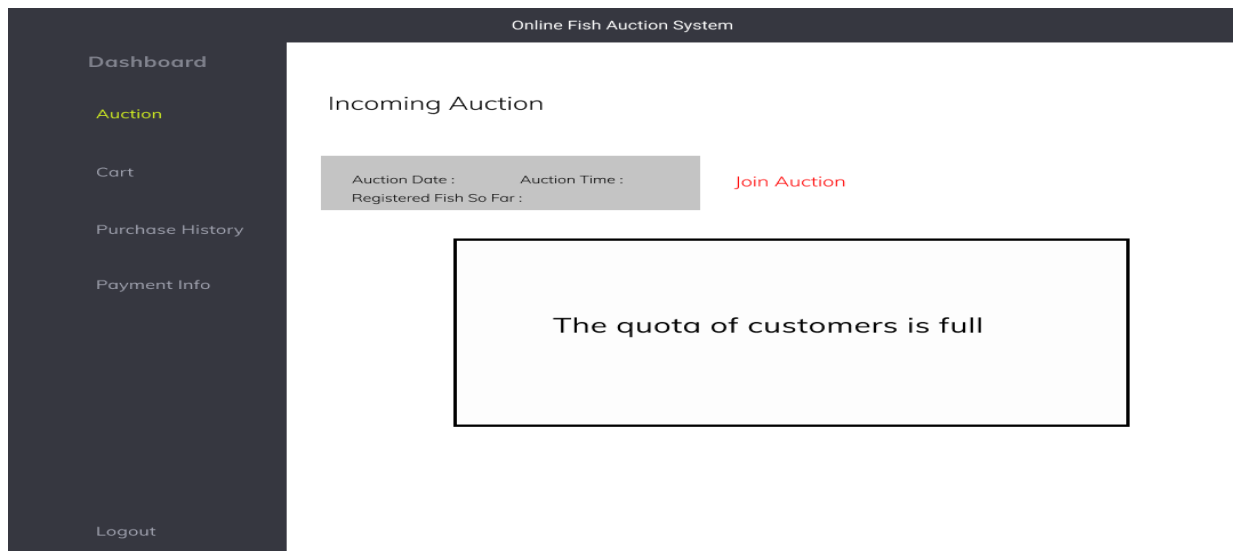 Online Fish Auction System
Dashboard
Auction
Cart
Purchase History
Payment Info
Logout
Incoming Auction
Auction Date : Auction Time :
Registered Fish So Far :
Join Auction
The quota of customers is full